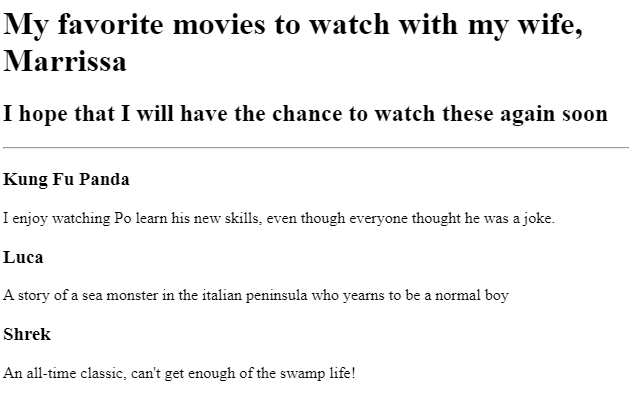 My favorite movies to watch with my wife,
Marrissa
I hope that I will have the chance to watch these again soon
Kung Fu Panda
I enjoy watching Po learn his new skills, even though everyone thought he was a joke.
Luca
A story of a sea monster in the italian peninsula who yearns to be a normal boy
Shrek
An all-time classic, can't get enough of the swamp life!